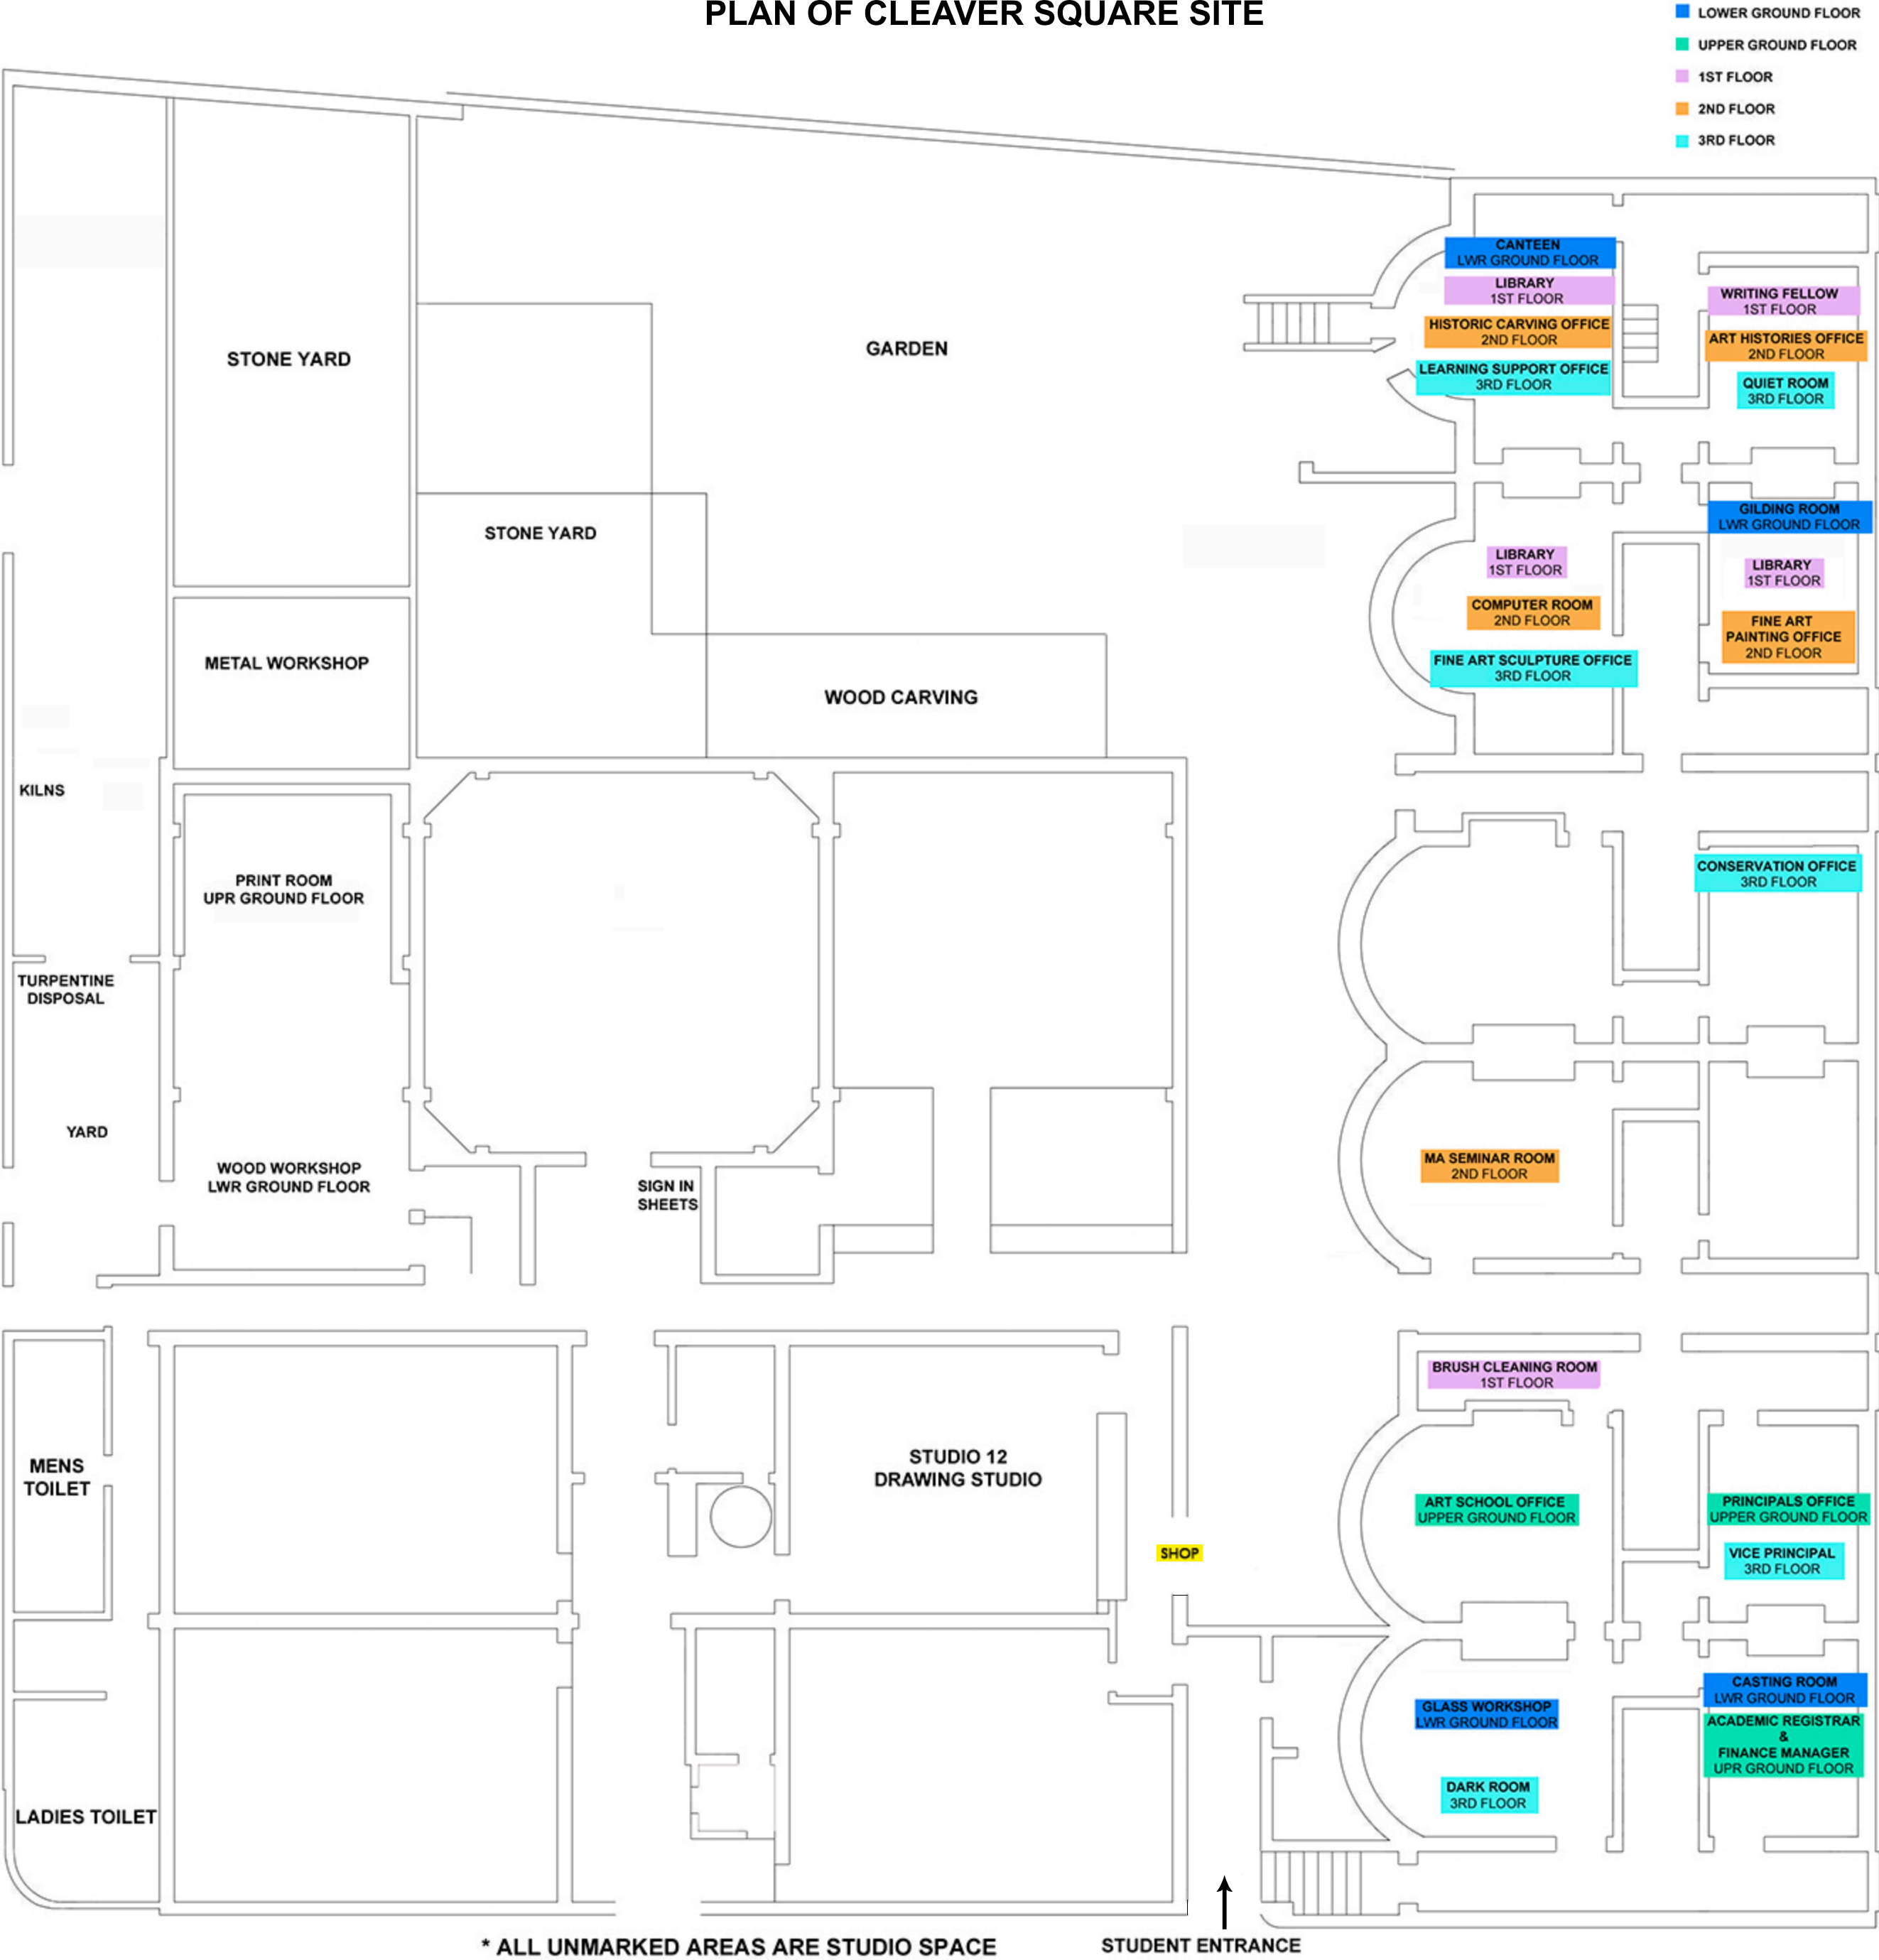 PLAN OF CLEAVER SQUARE SITE
LOWER GROUND FLOOR
UPPER GROUND FLOOR
1ST FLOOR
2ND FLOOR
3RD FLOOR
CANTEEN
LWR GROUND FLOOR
LIBRARY
1ST FLOOR
HISTORIC CARVING OFFICE
2ND FLOOR
LEARNING SUPPORT OFFICE
3RD FLOOR
WRITING FELLOW
1ST FLOOR
ART HISTORIES OFFICE
2ND FLOOR
QUIET ROOM
3RD FLOOR
STONE YARD
GARDEN
STONE YARD
GILDING ROOM
LWR GROUND FLOOR
LIBRARY
1ST FLOOR
COMPUTER ROOM
2ND FLOOR
FINE ART SCULPTURE OFFICE
3RD FLOOR
LIBRARY
1ST FLOOR
FINE ART
PAINTING OFFICE
2ND FLOOR
METAL WORKSHOP
WOOD CARVING
KILNS
PRINT ROOM
UPR GROUND FLOOR
CONSERVATION OFFICE
3RD FLOOR
TURPENTINE
DISPOSAL
YARD
WOOD WORKSHOP
LWR GROUND FLOOR
SIGN IN
SHEETS
MA SEMINAR ROOM
2ND FLOOR
BRUSH CLEANING ROOM
1ST FLOOR
MENS
TOILET
STUDIO 12
DRAWING STUDIO
ART SCHOOL OFFICE
UPPER GROUND FLOOR
PRINCIPALS OFFICE
UPPER GROUND FLOOR
SHOP
VICE PRINCIPAL
3RD FLOOR
GLASS WORKSHOP
LWR GROUND FLOOR
CASTING ROOM
LWR GROUND FLOOR
ACADEMIC REGISTRAR
&
FINANCE MANAGER
UPR GROUND FLOOR
DARK ROOM
3RD FLOOR
LADIES TOILET
* ALL UNMARKED AREAS ARE STUDIO SPACE
STUDENT ENTRANCE